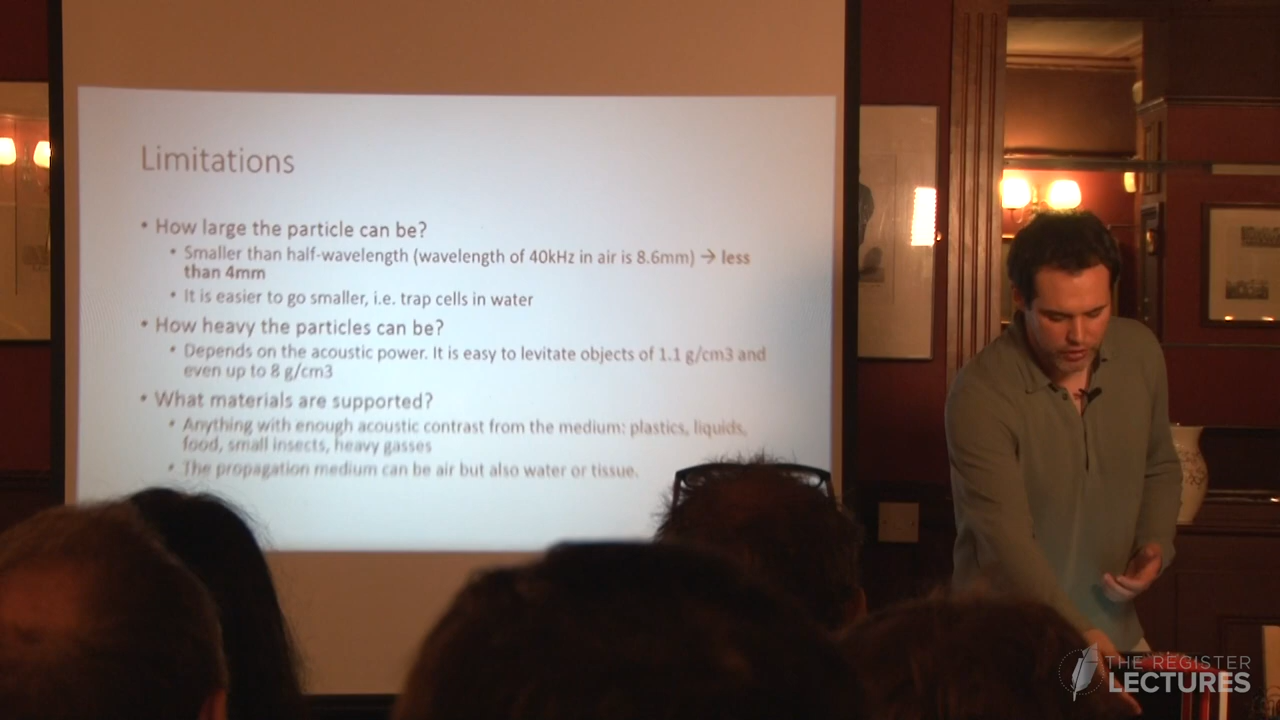 Limitations
• How large the particle can be?
• Smaller than half-wavelength (wavelength of 40kHz in air is 8.6mm) → less
than 4mm
• It is easier to go smaller, i.e. trap cells in water
• How heavy the particles can be?
• Depends on the acoustic power. It is easy to levitate objects of 1.1 g/cm3 and
even up to 8 g/cm3
• What materials are supported?
• Anything with enough acoustic contrast from the medium: plastics, liquids,
food, small insects, heavy gasses
• The propagation medium can be air but also water or tissue.
THE REGISTER
LECTURES